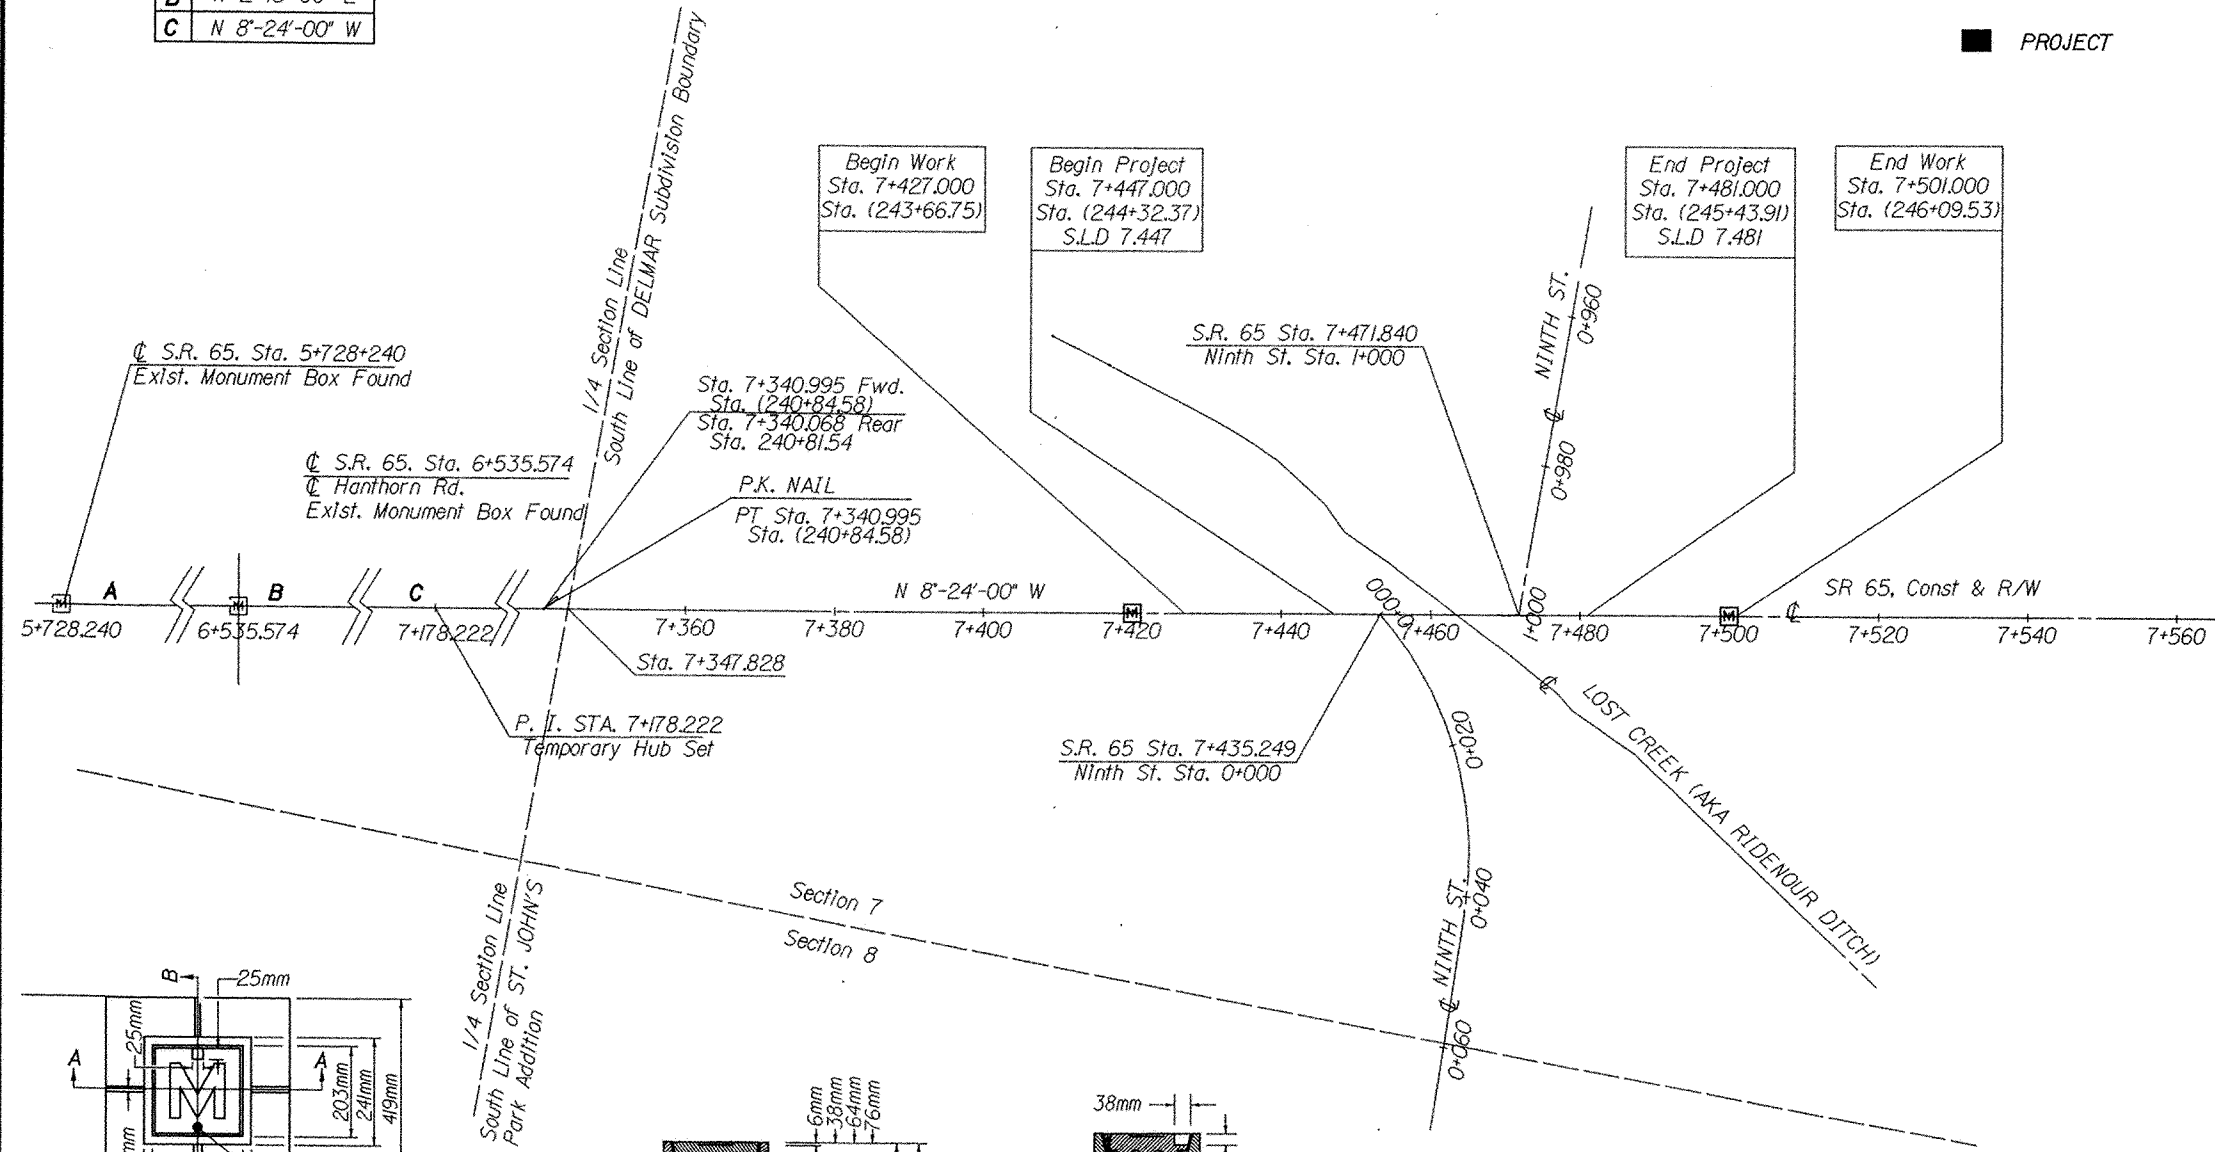 C N 8°-24'-00" W
PROJECT
1/4 Section Line
South Line of DELMAR Subdivision Boundary
Begin Work
Sta. 7+427.000
Sta. (243+66.75)
Begin Project
Sta. 7+447.000
Sta. (244+32.37)
S.L.D 7.447
End Project
Sta. 7+481.000
Sta. (245+43.91)
S.L.D 7.481
End Work
Sta. 7+501.000
Sta. (246+09.53)
℄ S.R. 65. Sta. 5+728+240
Exist. Monument Box Found
℄ S.R. 65. Sta. 6+535.574
℄ Hanthorn Rd.
Exist. Monument Box Found
Sta. 7+340.995 Fwd.
Sta. (240+84.58)
Sta. 7+340.068 Rear
Sta. 240+81.54
P.K. NAIL
PT Sta. 7+340.995
Sta. (240+84.58)
S.R. 65 Sta. 7+471.840
Ninth St. Sta. 1+000
℄ NINTH ST.
0+960
0+980
1+000
A
B
C
N 8°-24'-00" W
SR 65, Const & R/W
℄
5+728.240
6+535.574
7+178.222
7+360
7+380
7+400
7+420
7+440
7+460
7+480
7+500
7+520
7+540
7+560
M
M
M
M
Sta. 7+347.828
P. I. STA. 7+178.222
Temporary Hub Set
S.R. 65 Sta. 7+435.249
Ninth St. Sta. 0+000
0+000
0+020
0+040
0+060
℄ NINTH ST.
℄ LOST CREEK (AKA RIDENOUR DITCH)
Section 7
Section 8
1/4 Section Line
South Line of ST. JOHN'S
Park Addition
B
25mm
25mm
A
A
M
203mm
241mm
419mm
6mm
38mm
64mm
76mm
38mm